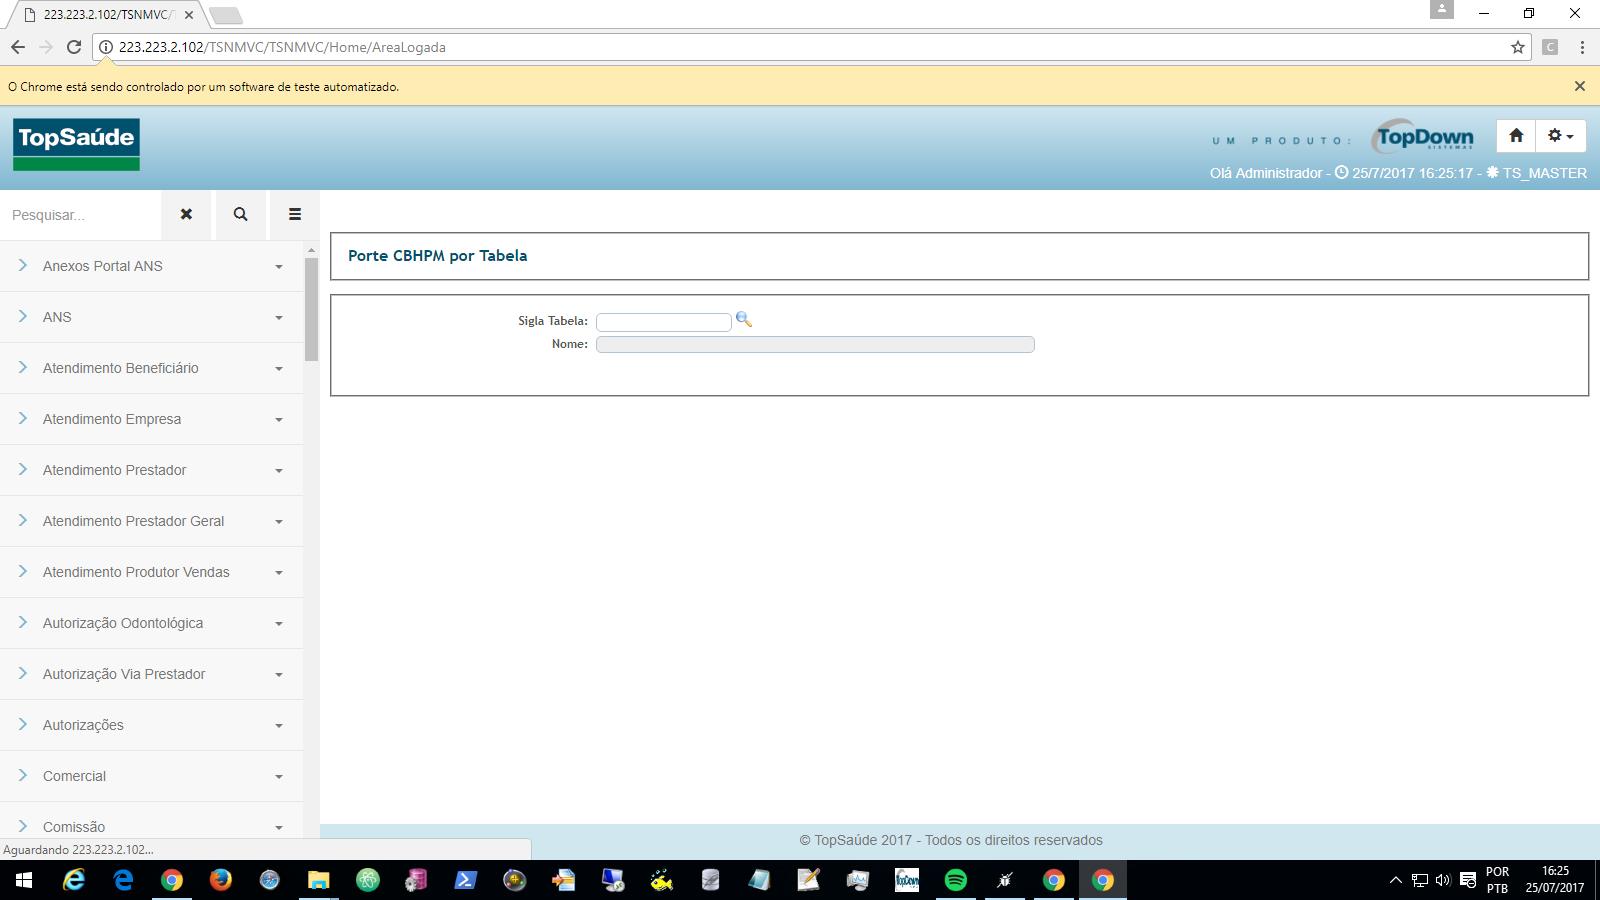 223.223.2.102/TSNMVC/
223.223.2.102/TSNMVC/TSNMVC/Home/AreaLogada
O Chrome está sendo controlado por um software de teste automatizado.
TopSaúde
UM PRODUTO:
TopDown
SISTEMAS
Olá Administrador - 25/7/2017 16:25:17 - TS_MASTER
Pesquisar...
Anexos Portal ANS
ANS
Atendimento Beneficiário
Atendimento Empresa
Atendimento Prestador
Atendimento Prestador Geral
Atendimento Produtor Vendas
Autorização Odontológica
Autorização Via Prestador
Autorizações
Comercial
Comissão
Porte CBHPM por Tabela
Sigla Tabela:
Nome:
© TopSaúde 2017 - Todos os direitos reservados
Aguardando 223.223.2.102...
TopDown
POR
PTB
16:25
25/07/2017